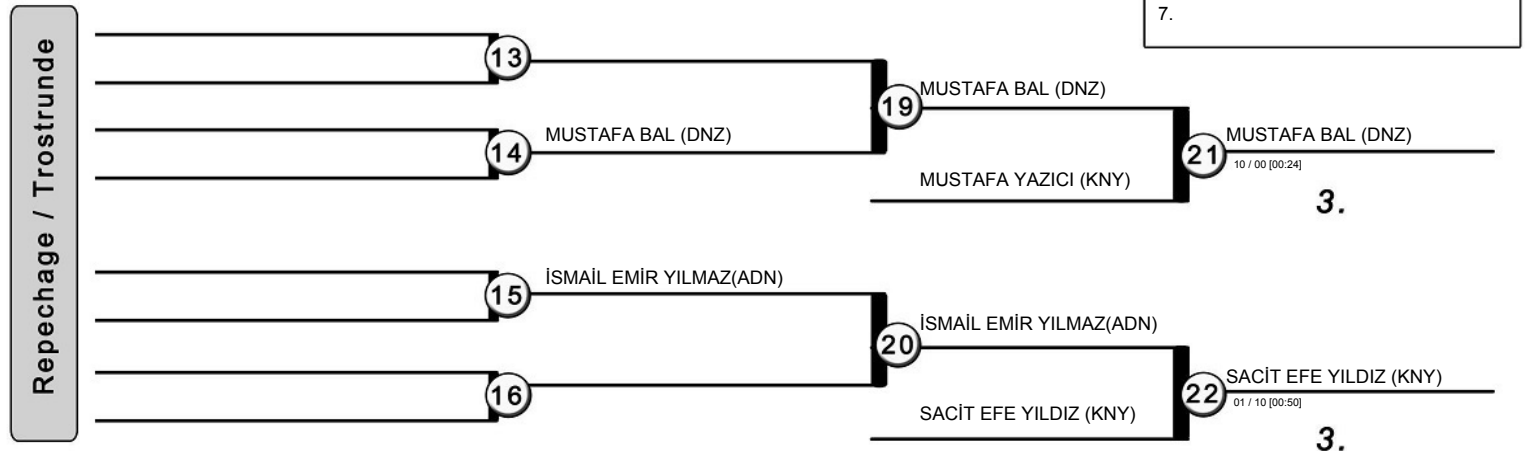 7.
Repechage / Trostrunde
13
MUSTAFA BAL (DNZ)
19
14
MUSTAFA BAL (DNZ)
MUSTAFA BAL (DNZ)
21
10 / 00 [00:24]
MUSTAFA YAZICI (KNY)
3.
İSMAİL EMİR YILMAZ(ADN)
15
İSMAİL EMİR YILMAZ(ADN)
20
SACİT EFE YILDIZ (KNY)
16
22
01 / 10 [00:50]
SACİT EFE YILDIZ (KNY)
3.